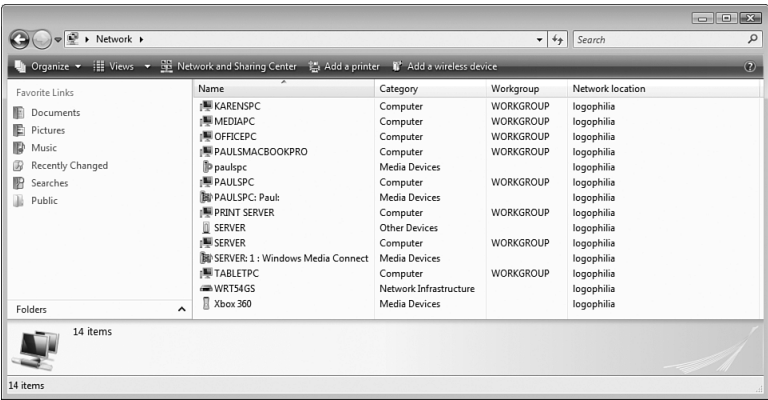 Network
Search
Organize Views Network and Sharing Center Add a printer Add a wireless device
Favorite Links
Documents
Pictures
Music
Recently Changed
Searches
Public
Folders
Name Category Workgroup Network location
KARENSPC Computer WORKGROUP logophilia
MEDIAPC Computer WORKGROUP logophilia
OFFICEPC Computer WORKGROUP logophilia
PAULSMACBOOKPRO Computer WORKGROUP logophilia
paulspc Media Devices logophilia
PAULSPC Computer WORKGROUP logophilia
PAULSPC: Paul: Media Devices logophilia
PRINT SERVER Computer WORKGROUP logophilia
SERVER Other Devices logophilia
SERVER Computer WORKGROUP logophilia
SERVER: 1 : Windows Media Connect Media Devices logophilia
TABLETPC Computer WORKGROUP logophilia
WRT54GS Network Infrastructure logophilia
Xbox 360 Media Devices logophilia
14 items
14 items